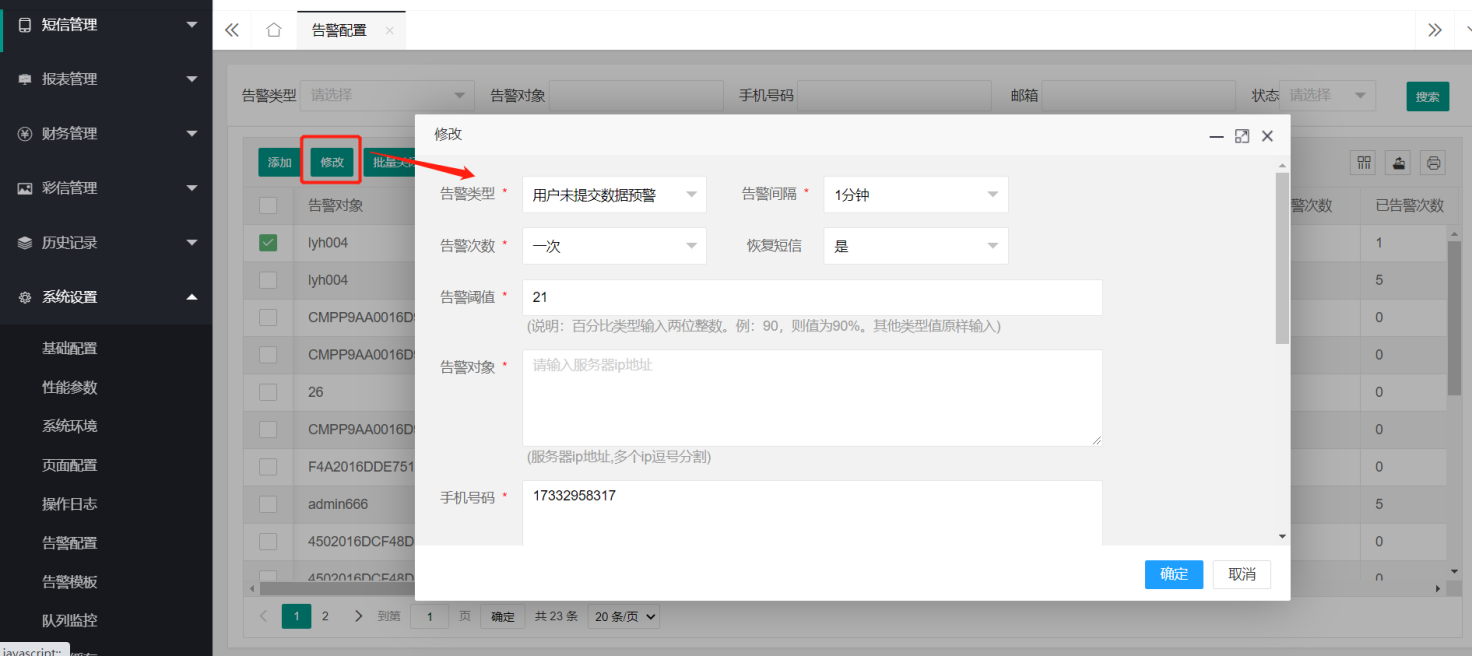 短信管理
报表管理
财务管理
彩信管理
历史记录
系统设置
基础配置
性能参数
系统环境
页面配置
操作日志
告警配置
告警模板
队列监控
javascript:;
告警配置
告警类型 请选择 告警对象 手机号码 邮箱 状态 请选择 搜索
添加 修改 批量关
告警对象 警次数 已告警次数
lyh004 1
lyh004 5
CMPP9AA0016D 0
CMPP9AA0016D 0
26 0
CMPP9AA0016D 0
F4A2016DDE751 0
admin666 5
4502016DCF48D 0
4502016DCF48D 0
1 2 到第 1 页 确定 共 23 条 20 条/页
修改
告警类型 * 用户未提交数据预警 告警间隔 * 1分钟
告警次数 * 一次 恢复短信 是
告警阈值 * 21
(说明：百分比类型输入两位整数。例：90，则值为90%。其他类型值原样输入)
告警对象 * 请输入服务器ip地址
(服务器ip地址,多个ip逗号分割)
手机号码 * 17332958317
确定 取消